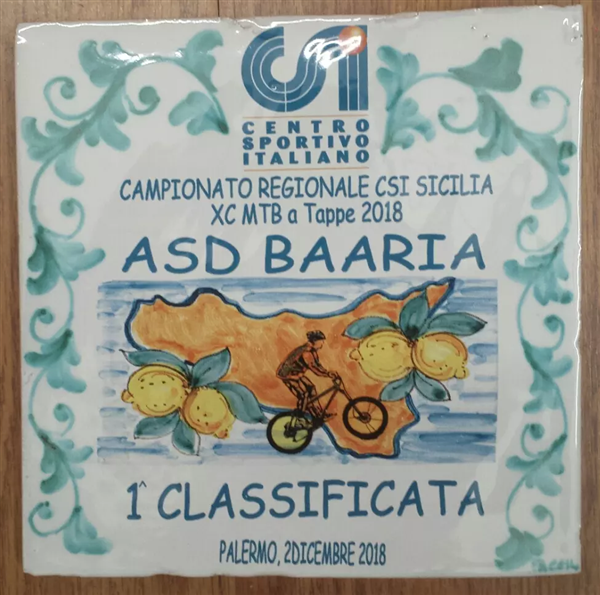 CSI
CENTRO
SPORTIVO
ITALIANO
CAMPIONATO REGIONALE CSI SICILIA
XC MTB a Tappe 2018
ASD BAARIA
1^ CLASSIFICATA
PALERMO, 2DICEMBRE 2018